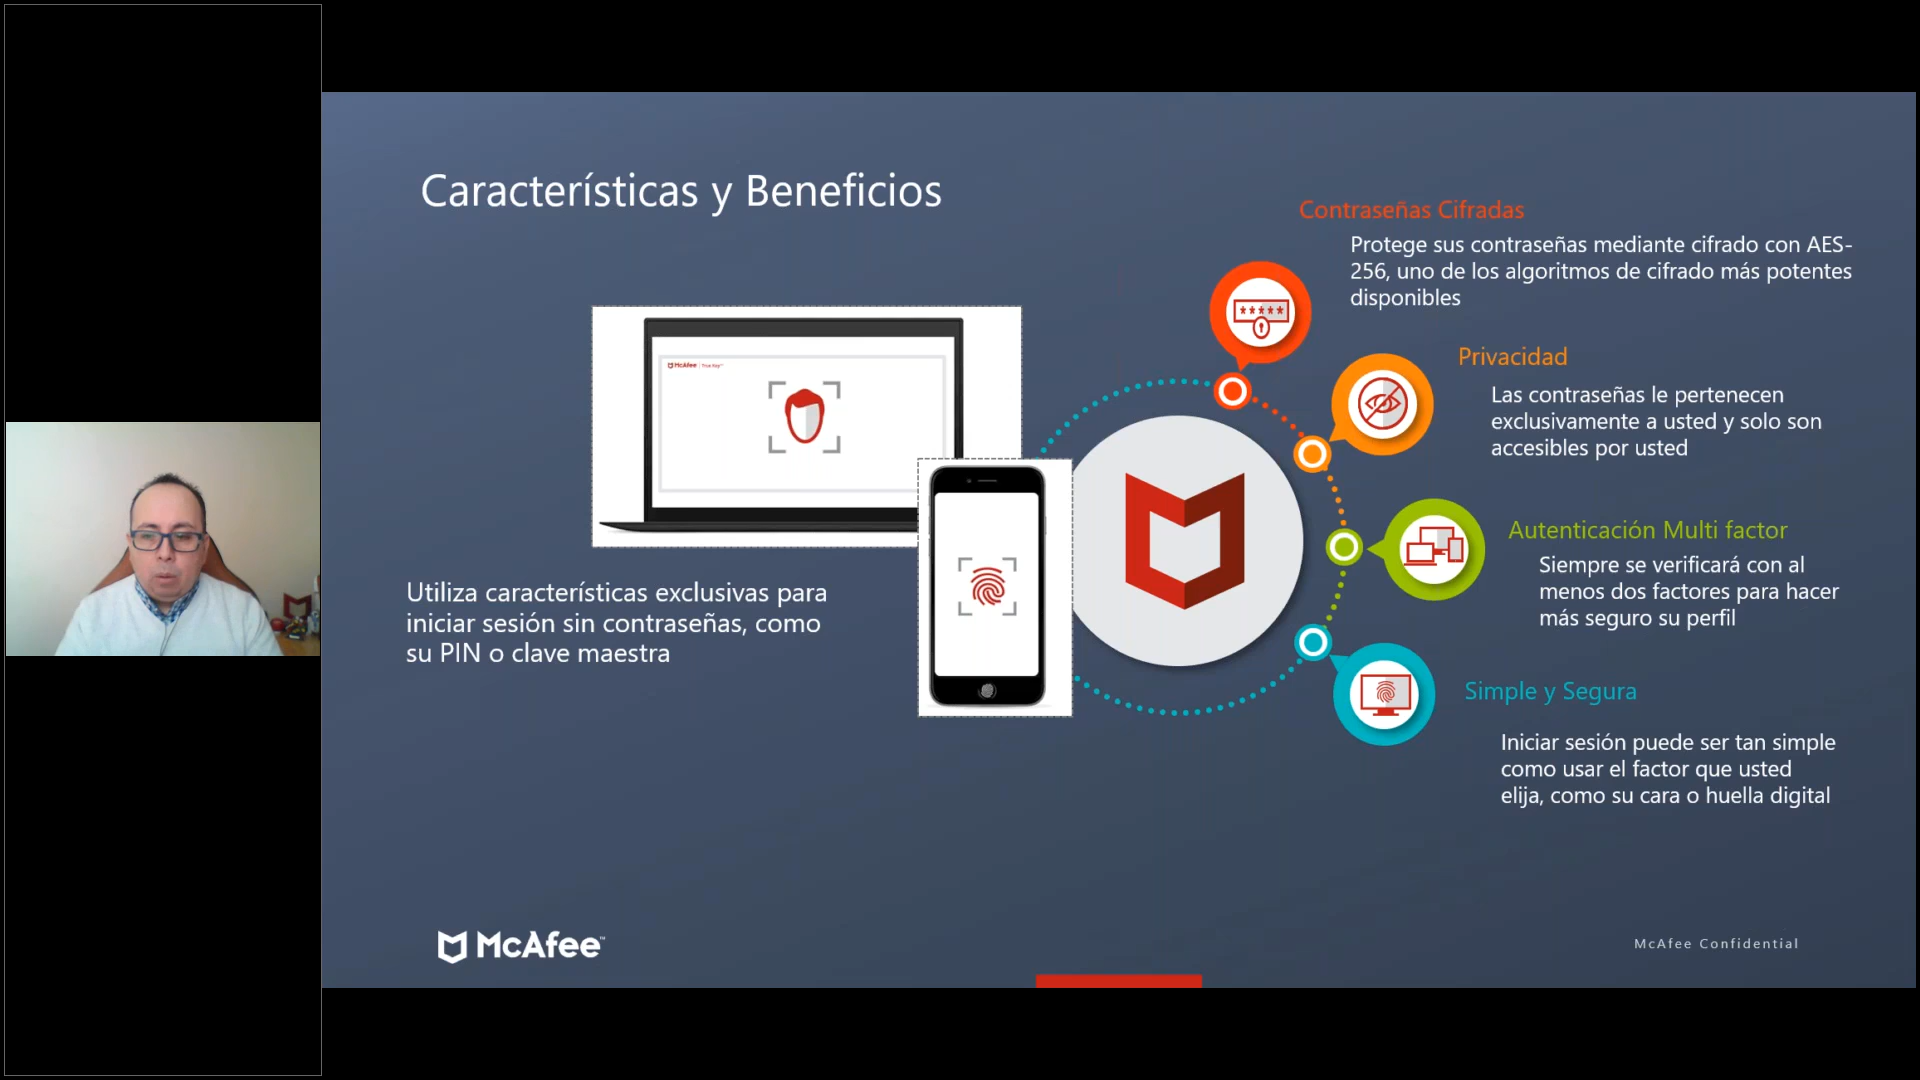 Características y Beneficios
Contraseñas Cifradas
Protege sus contraseñas mediante cifrado con AES-
256, uno de los algoritmos de cifrado más potentes
disponibles
Privacidad
Las contraseñas le pertenecen
exclusivamente a usted y solo son
accesibles por usted
Autenticación Multi factor
Siempre se verificará con al
menos dos factores para hacer
más seguro su perfil
Simple y Segura
Iniciar sesión puede ser tan simple
como usar el factor que usted
elija, como su cara o huella digital
McAfee | True Key™
*****
Utiliza características exclusivas para
iniciar sesión sin contraseñas, como
su PIN o clave maestra
McAfee™
McAfee Confidential